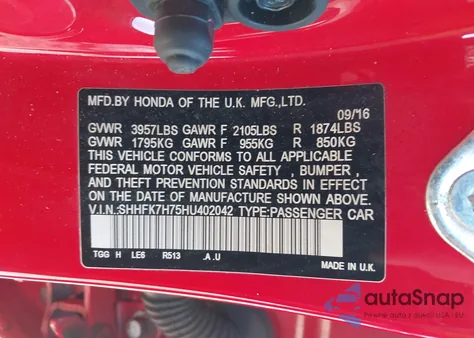 MFD.BY HONDA OF THE U.K. MFG.,LTD.
09/16
GVWR 3957LBS GAWR F 2105LBS R 1874LBS
GVWR 1795KG GAWR F 955KG R 850KG
THIS VEHICLE CONFORMS TO ALL APPLICABLE
FEDERAL MOTOR VEHICLE SAFETY , BUMPER ,
AND THEFT PREVENTION STANDARDS IN EFFECT
ON THE DATE OF MANUFACTURE SHOWN ABOVE.
V.I.N.:SHHFK7H75HU402042 TYPE:PASSENGER CAR
TGG H LE6 R513 .A .U
MADE IN U.K.
autoSnap